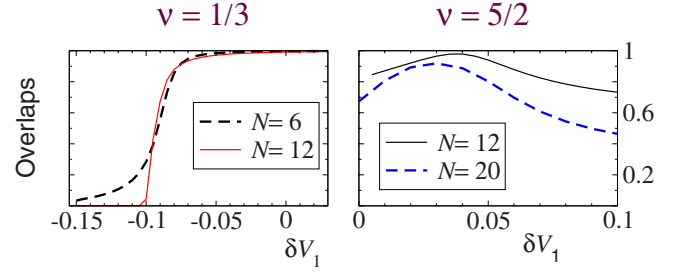 ν = 1/3
ν = 5/2
Overlaps
N= 6
N= 12
-0.15 -0.1 -0.05 0
δV₁
N= 12
N= 20
1
0.6
0.2
0 0.05 0.1
δV₁